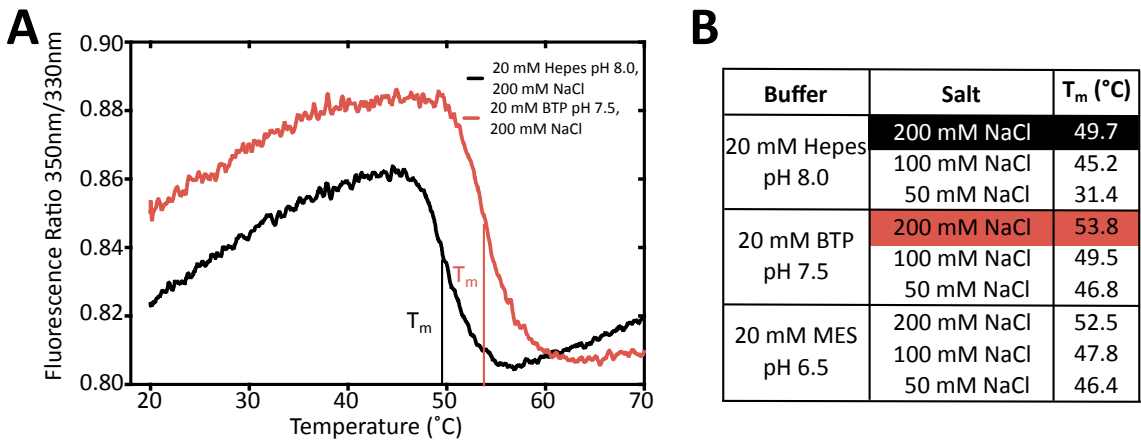 A
Fluorescence Ratio 350nm/330nm
0.90
0.88
0.86
0.84
0.82
0.80
20 mM Hepes pH 8.0,
200 mM NaCl
20 mM BTP pH 7.5,
200 mM NaCl
Tm
Tm
20 30 40 50 60 70
Temperature (˚C)
B
Buffer Salt Tm (°C)
20 mM Hepes
pH 8.0
200 mM NaCl 49.7
100 mM NaCl 45.2
50 mM NaCl 31.4
20 mM BTP
pH 7.5
200 mM NaCl 53.8
100 mM NaCl 49.5
50 mM NaCl 46.8
20 mM MES
pH 6.5
200 mM NaCl 52.5
100 mM NaCl 47.8
50 mM NaCl 46.4